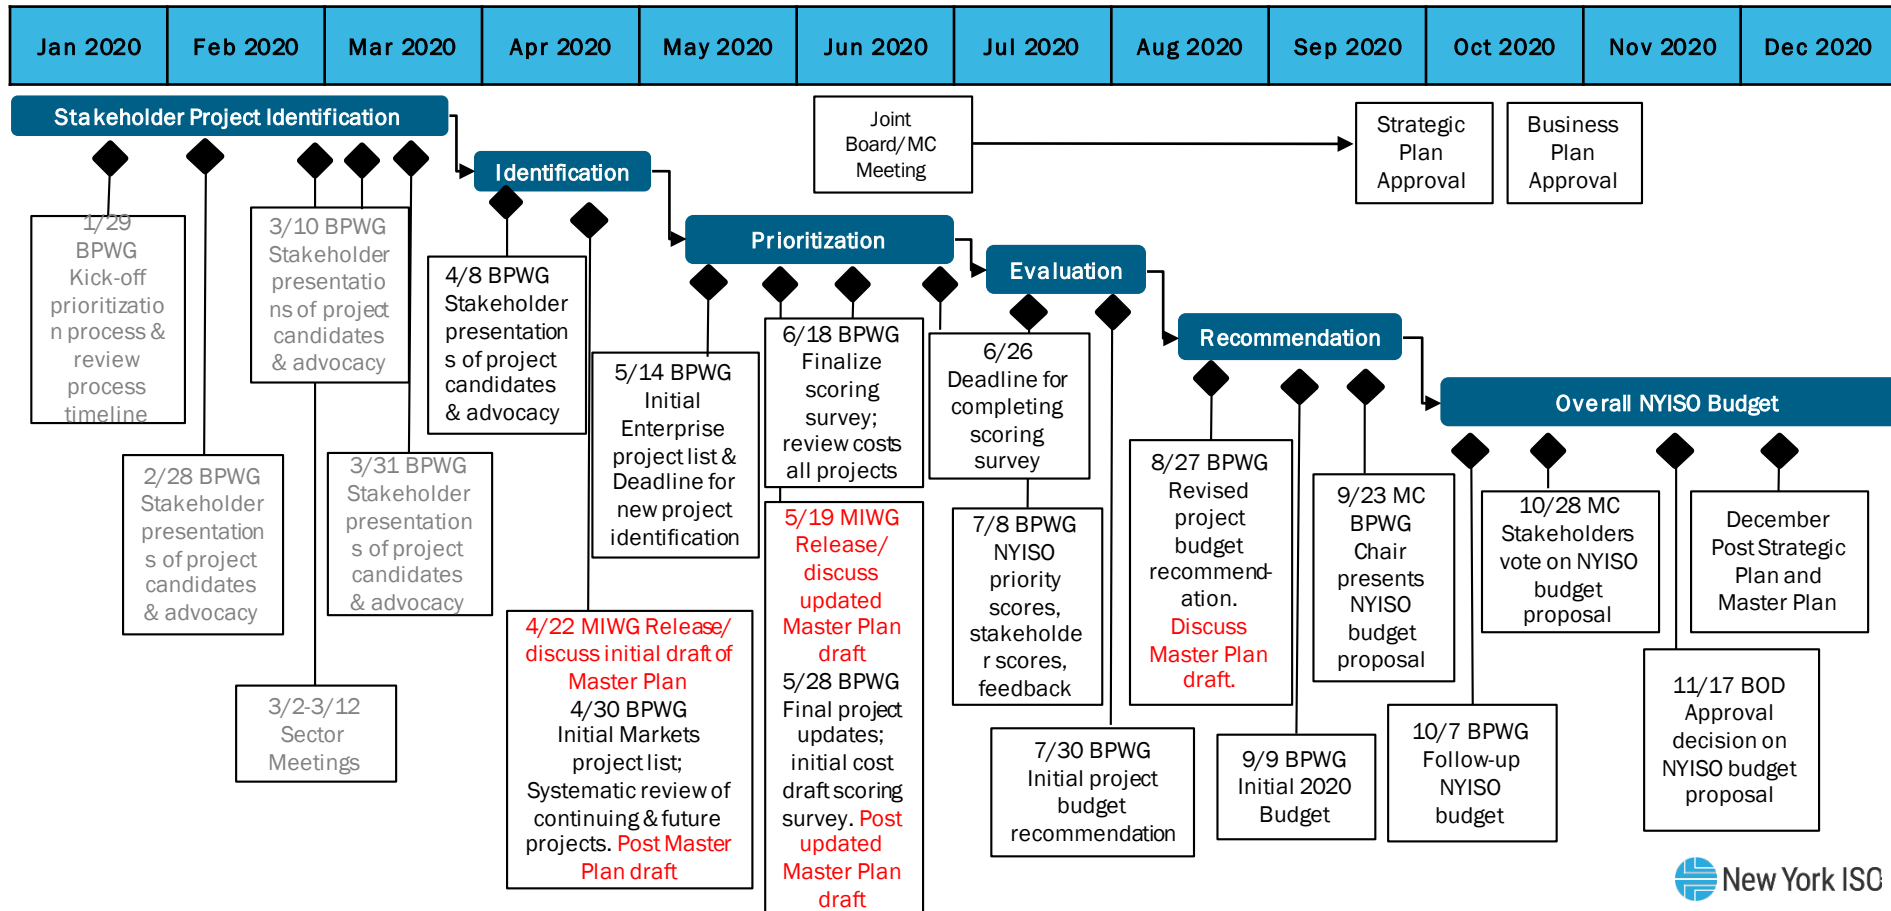 Jan 2020
Feb 2020
Mar 2020
Apr 2020
May 2020
Jun 2020
Jul 2020
Aug 2020
Sep 2020
Oct 2020
Nov 2020
Dec 2020
Stakeholder Project Identification
Identification
Prioritization
Evaluation
Recommendation
Overall NYISO Budget
Joint
Board/MC
Meeting
Strategic
Plan
Approval
Business
Plan
Approval
1/29
BPWG
Kick-off
prioritizatio
n process &
review
process
timeline
2/28 BPWG
Stakeholder
presentation
s of project
candidates
& advocacy
3/10 BPWG
Stakeholder
presentatio
ns of project
candidates
& advocacy
3/2-3/12
Sector
Meetings
3/31 BPWG
Stakeholder
presentation
s of project
candidates
& advocacy
4/8 BPWG
Stakeholder
presentation
s of project
candidates
& advocacy
4/22 MIWG Release/
discuss initial draft of
Master Plan
4/30 BPWG
Initial Markets
project list;
Systematic review of
continuing & future
projects. Post Master
Plan draft
5/14 BPWG
Initial
Enterprise
project list &
Deadline for
new project
identification
6/18 BPWG
Finalize
scoring
survey;
review costs
all projects
5/19 MIWG
Release/
discuss
updated
Master Plan
draft
5/28 BPWG
Final project
updates;
initial cost
draft scoring
survey. Post
updated
Master Plan
draft
6/26
Deadline for
completing
scoring
survey
7/8 BPWG
NYISO
priority
scores,
stakeholde
r scores,
feedback
7/30 BPWG
Initial project
budget
recommendation
8/27 BPWG
Revised
project
budget
recommend-
ation.
Discuss
Master Plan
draft.
9/9 BPWG
Initial 2020
Budget
9/23 MC
BPWG
Chair
presents
NYISO
budget
proposal
10/7 BPWG
Follow-up
NYISO
budget
10/28 MC
Stakeholders
vote on NYISO
budget
proposal
11/17 BOD
Approval
decision on
NYISO budget
proposal
December
Post Strategic
Plan and
Master Plan
New York ISO